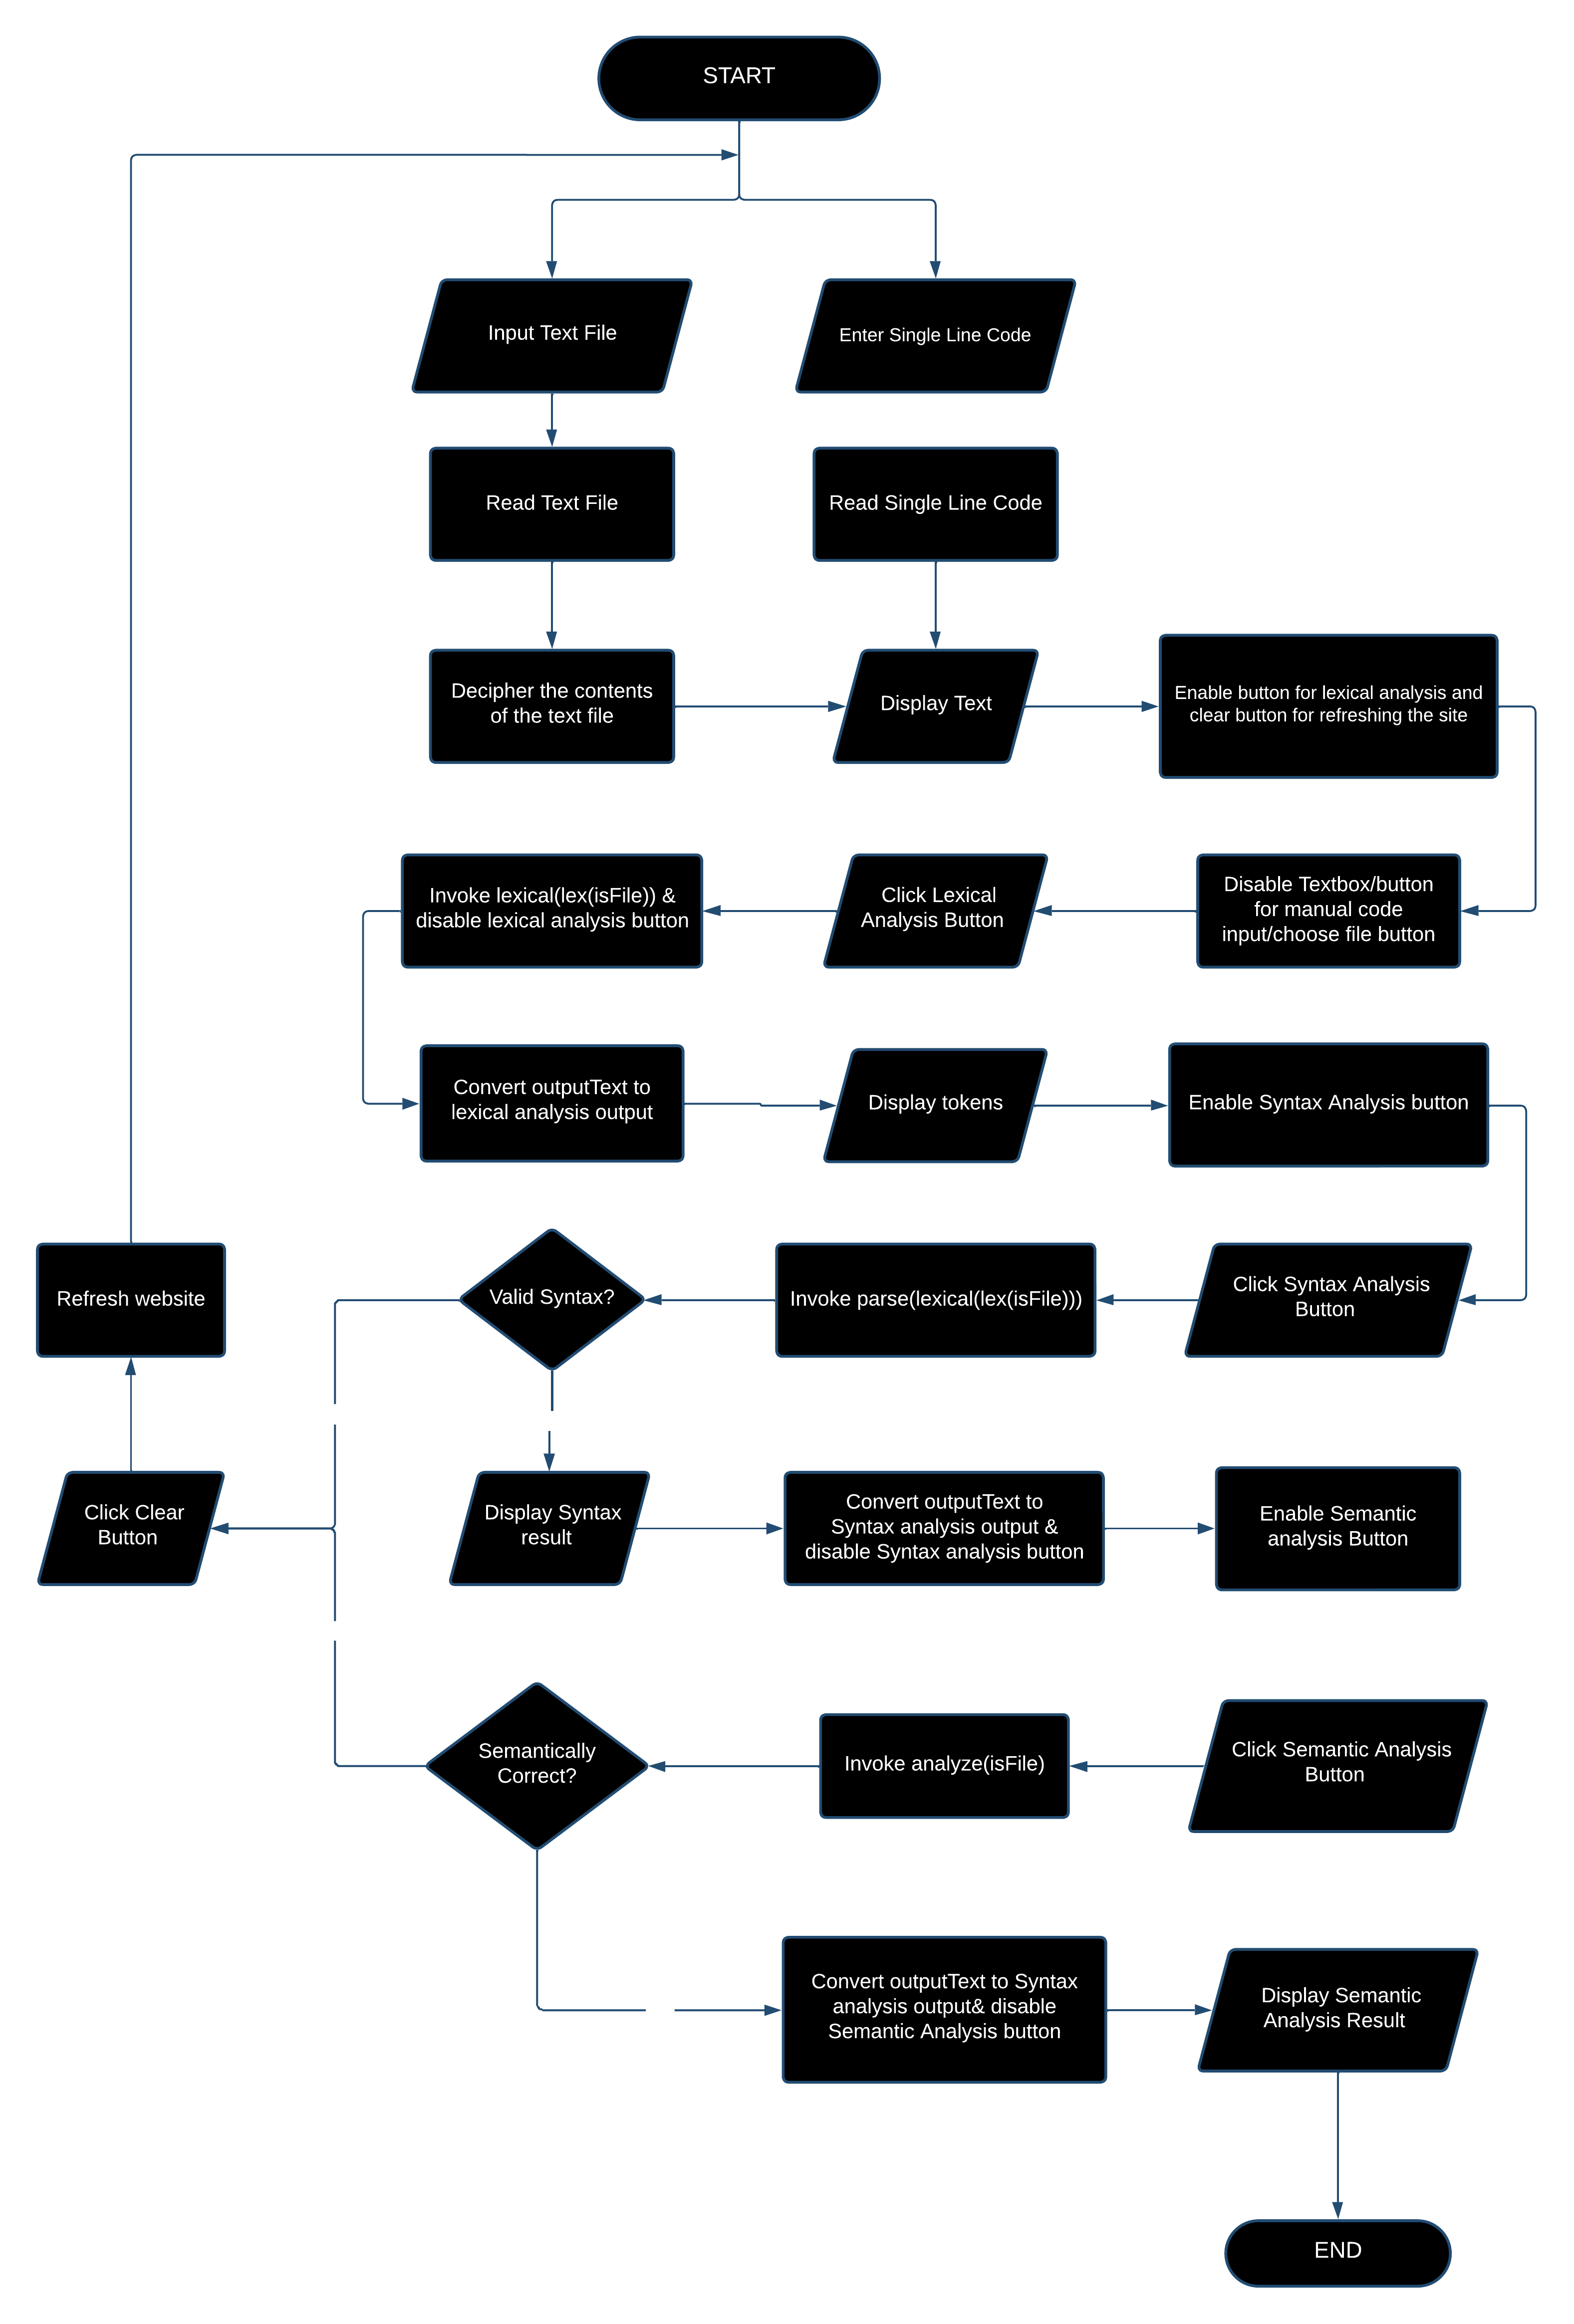 START
Input Text File
Enter Single Line Code
Read Text File
Read Single Line Code
Decipher the contents
of the text file
Display Text
Enable button for lexical analysis and
clear button for refreshing the site
Invoke lexical(lex(isFile)) &
disable lexical analysis button
Click Lexical
Analysis Button
Disable Textbox/button
for manual code
input/choose file button
Convert outputText to
lexical analysis output
Display tokens
Enable Syntax Analysis button
Refresh website
Valid Syntax?
Invoke parse(lexical(lex(isFile)))
Click Syntax Analysis
Button
Click Clear
Button
Display Syntax
result
Convert outputText to
Syntax analysis output &
disable Syntax analysis button
Enable Semantic
analysis Button
Semantically
Correct?
Invoke analyze(isFile)
Click Semantic Analysis
Button
Convert outputText to Syntax
analysis output& disable
Semantic Analysis button
Display Semantic
Analysis Result
END